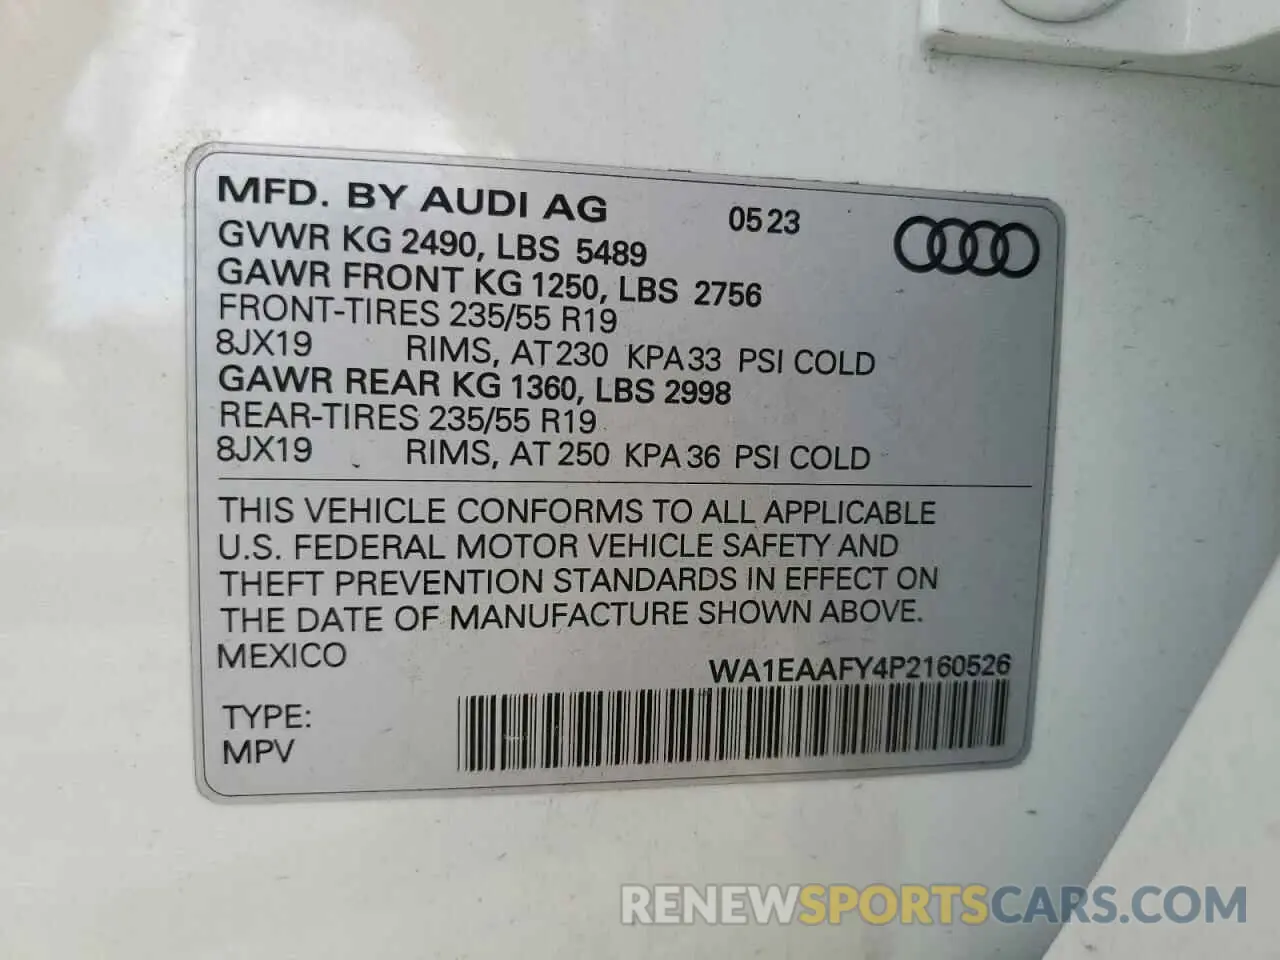 MFD. BY AUDI AG 0523
GVWR KG 2490, LBS 5489
GAWR FRONT KG 1250, LBS 2756
FRONT-TIRES 235/55 R19
8JX19 RIMS, AT 230 KPA 33 PSI COLD
GAWR REAR KG 1360, LBS 2998
REAR-TIRES 235/55 R19
8JX19 RIMS, AT 250 KPA 36 PSI COLD
THIS VEHICLE CONFORMS TO ALL APPLICABLE
U.S. FEDERAL MOTOR VEHICLE SAFETY AND
THEFT PREVENTION STANDARDS IN EFFECT ON
THE DATE OF MANUFACTURE SHOWN ABOVE.
MEXICO
WA1EAAFY4P2160526
TYPE:
MPV
RENEWSPORTSCARS.COM